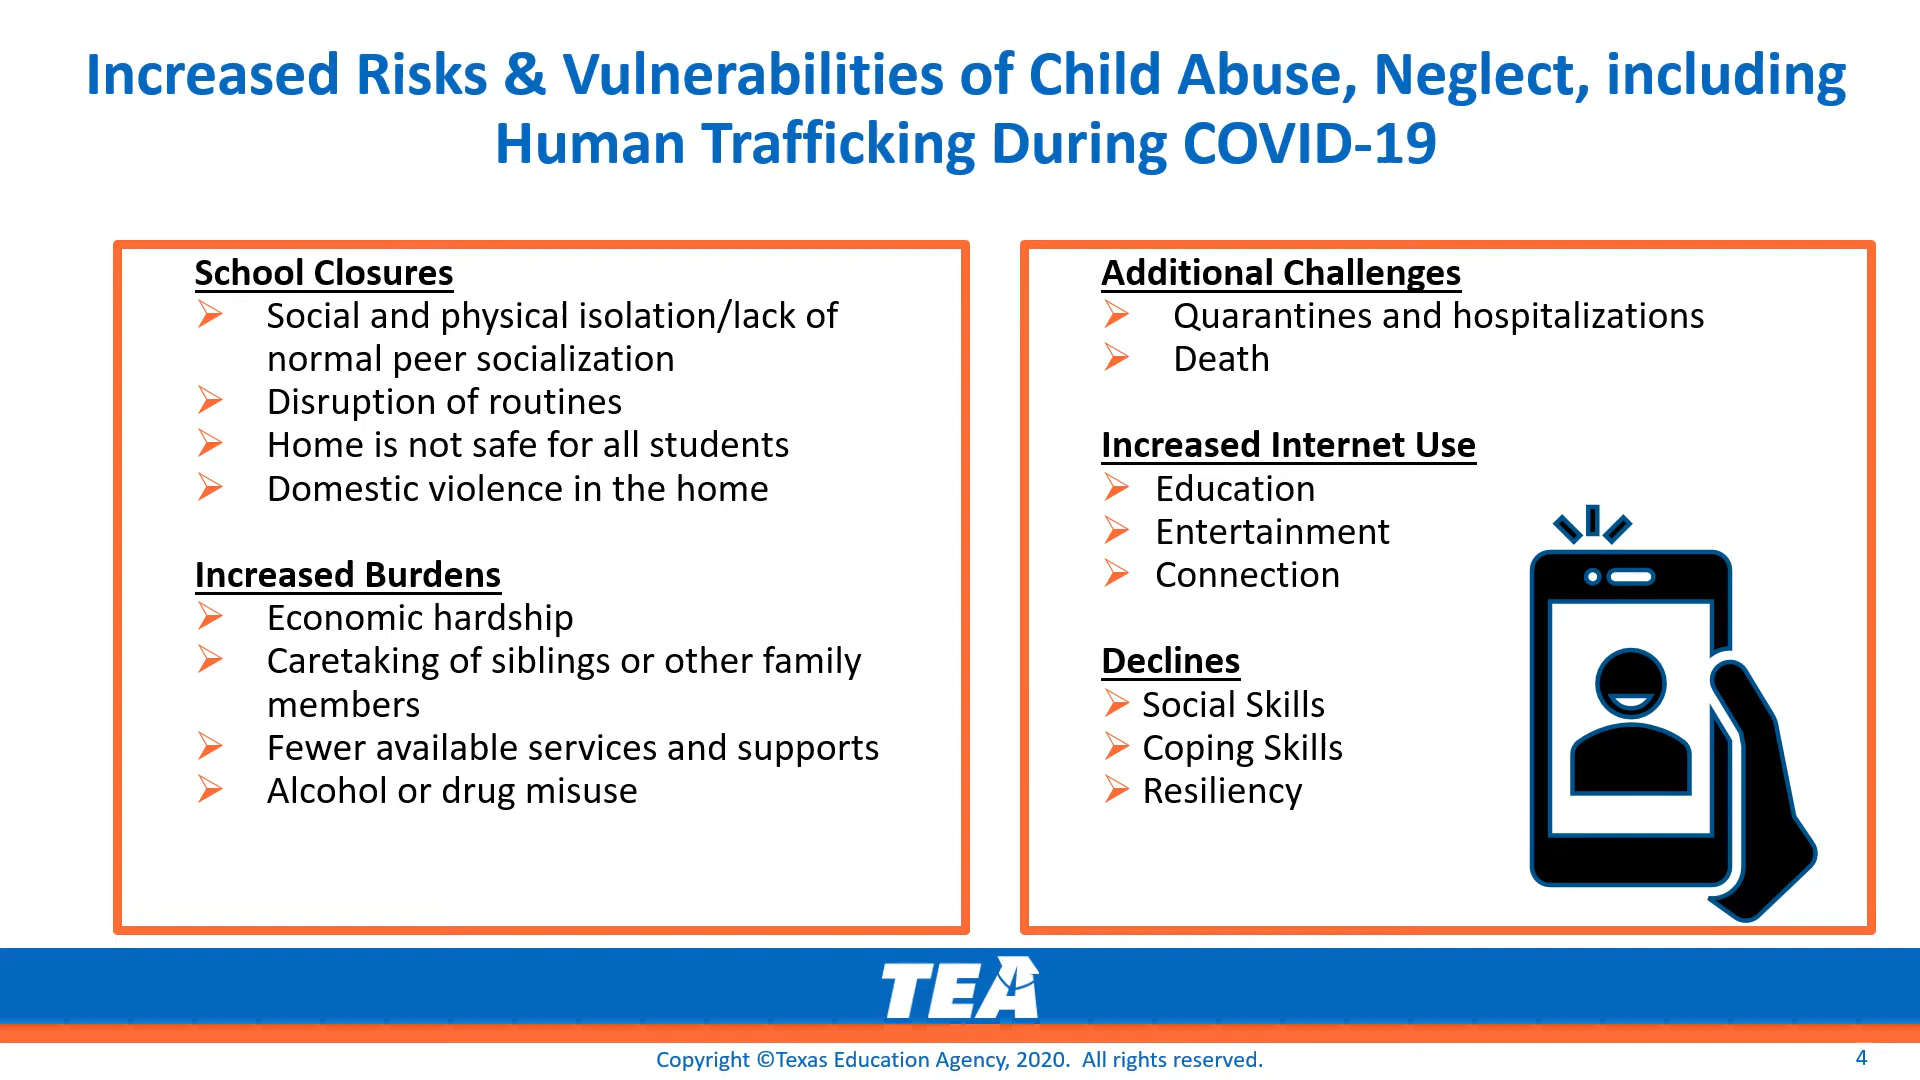 Increased Risks & Vulnerabilities of Child Abuse, Neglect, including
Human Trafficking During COVID-19
School Closures
Social and physical isolation/lack of
normal peer socialization
Disruption of routines
Home is not safe for all students
Domestic violence in the home
Increased Burdens
Economic hardship
Caretaking of siblings or other family
members
Fewer available services and supports
Alcohol or drug misuse
Additional Challenges
Quarantines and hospitalizations
Death
Increased Internet Use
Education
Entertainment
Connection
Declines
Social Skills
Coping Skills
Resiliency
TEA
Copyright ©Texas Education Agency, 2020. All rights reserved.
4